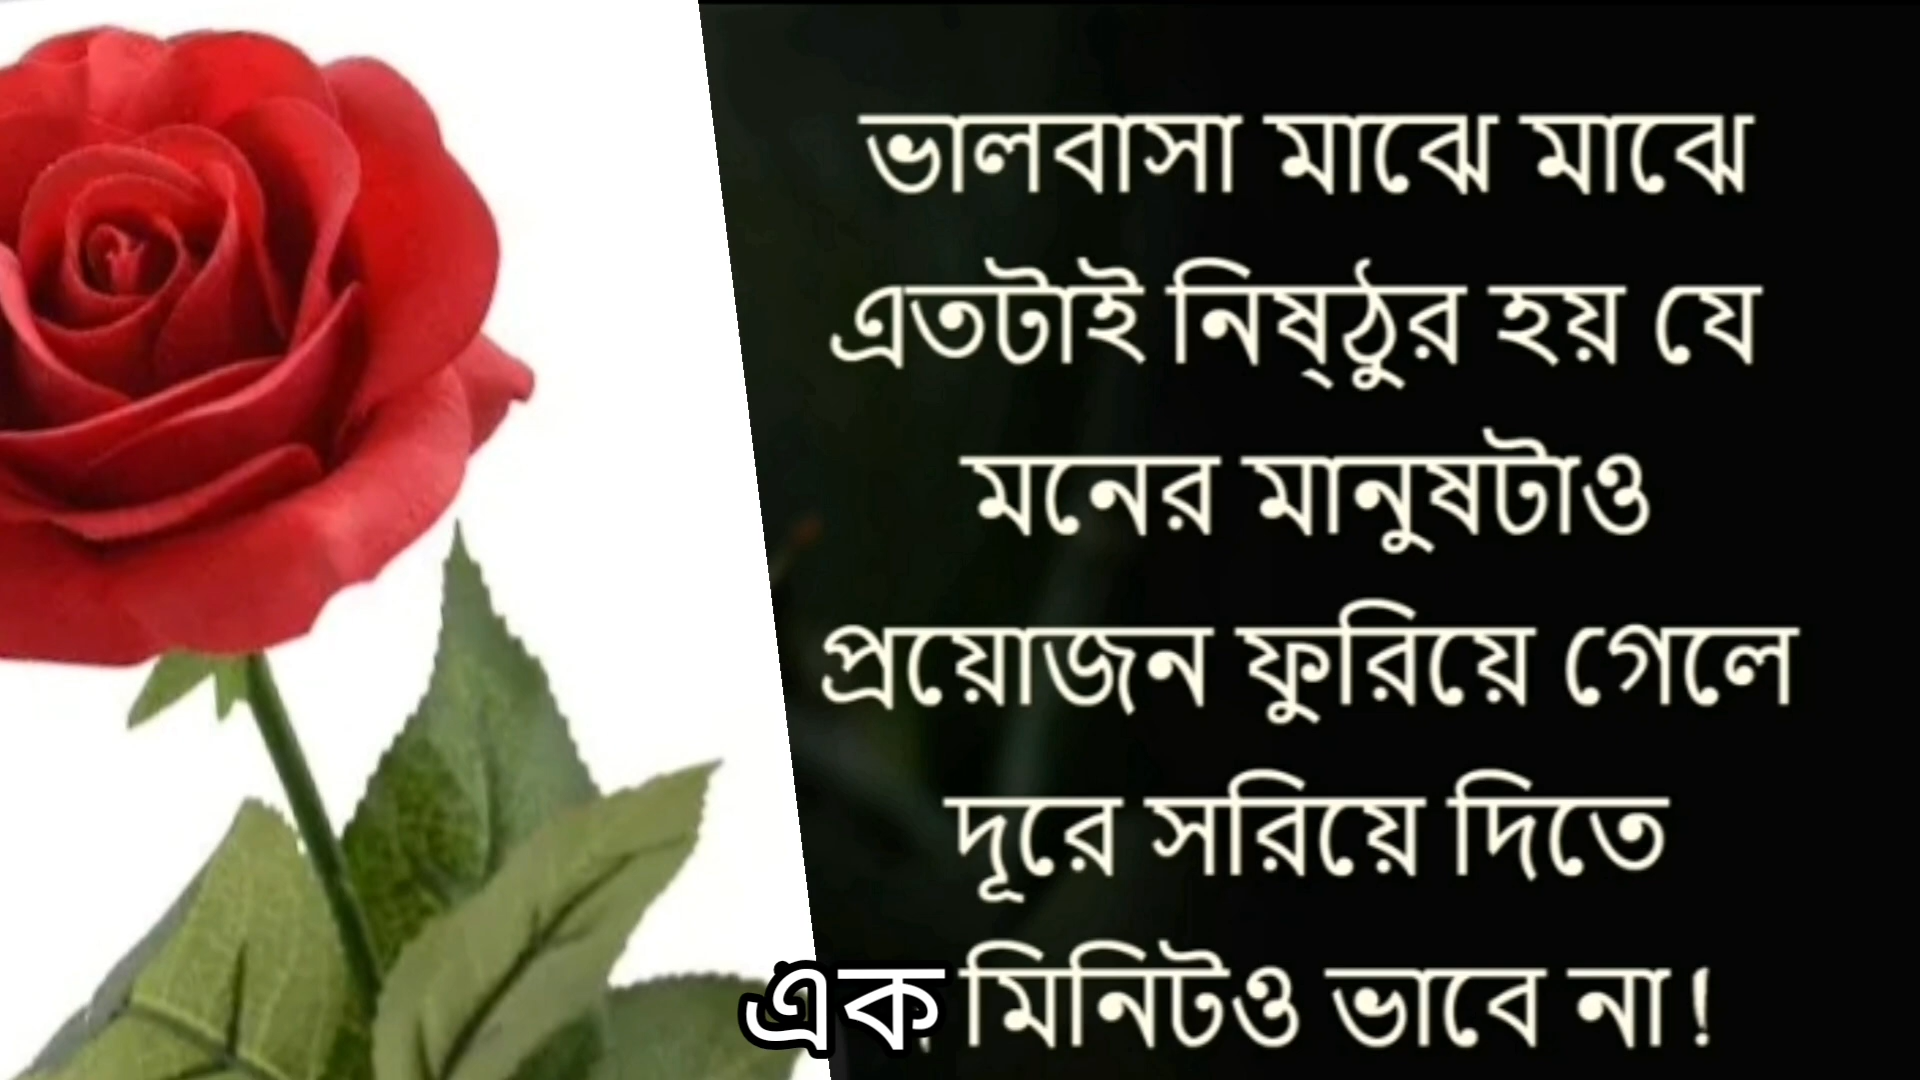 ভালবাসা মাঝে মাঝে
এতটাই নিষ্ঠুর হয় যে
মনের মানুষটাও
প্রয়োজন ফুরিয়ে গেলে
দূরে সরিয়ে দিতে
এক মিনিটও ভাবে না!